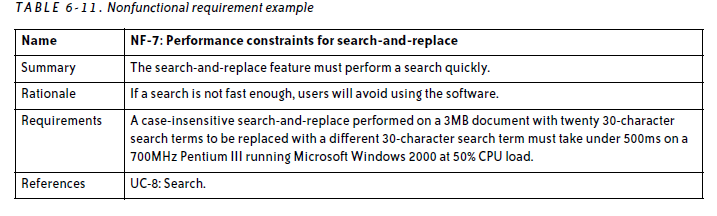 TABLE 6-11. Nonfunctional requirement example
Name NF-7: Performance constraints for search-and-replace
Summary The search-and-replace feature must perform a search quickly.
Rationale If a search is not fast enough, users will avoid using the software.
Requirements A case-insensitive search-and-replace performed on a 3MB document with twenty 30-character
search terms to be replaced with a different 30-character search term must take under 500ms on a
700MHz Pentium III running Microsoft Windows 2000 at 50% CPU load.
References UC-8: Search.